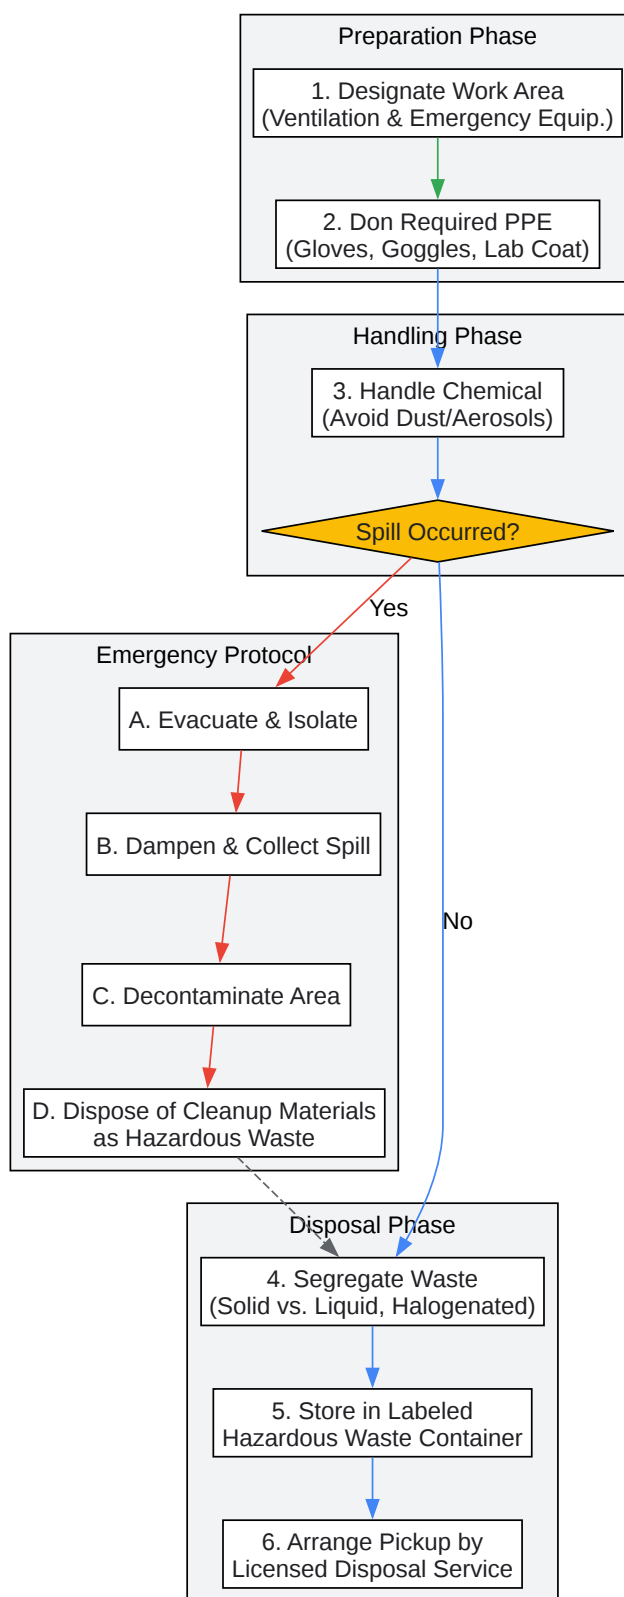 Preparation Phase
1. Designate Work Area
(Ventilation & Emergency Equip.)
2. Don Required PPE
(Gloves, Goggles, Lab Coat)
Handling Phase
3. Handle Chemical
(Avoid Dust/Aerosols)
Spill Occurred?
Yes
Emergency Protocol
A. Evacuate & Isolate
B. Dampen & Collect Spill
No
C. Decontaminate Area
D. Dispose of Cleanup Materials
as Hazardous Waste
Disposal Phase
4. Segregate Waste
(Solid vs. Liquid, Halogenated)
5. Store in Labeled
Hazardous Waste Container
6. Arrange Pickup by
Licensed Disposal Service